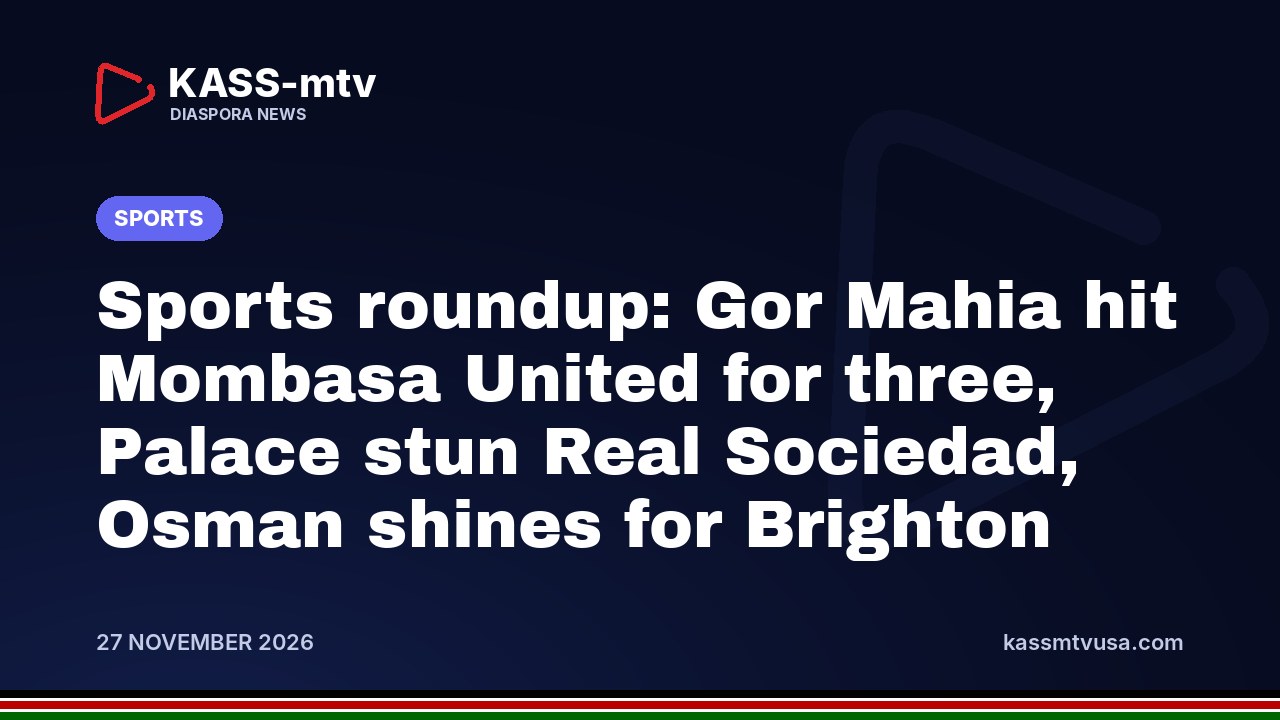 KASS-mtv
DIASPORA NEWS
SPORTS
Sports roundup: Gor Mahia hit
Mombasa United for three,
Palace stun Real Sociedad,
Osman shines for Brighton
27 NOVEMBER 2026
kassmtvusa.com